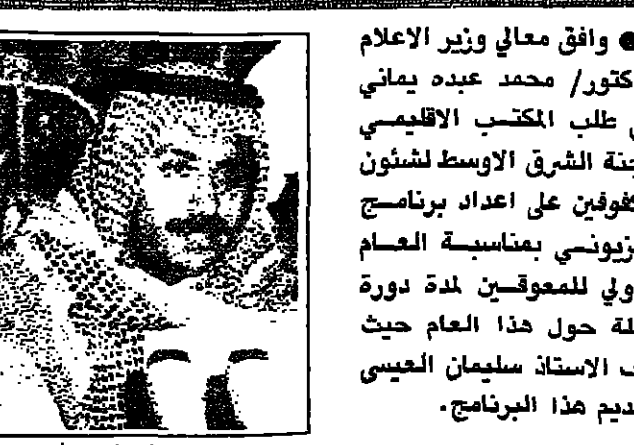 ● وافق معالي وزير الاعلام
كتور/ محمد عبده يماني
ى طلب المكتب الاقليمي
جنة الشرق الاوسط لشئون
كفوفين على اعداد برنامج
زيوني بمناسبة العام
ولي للمعوقين لمدة دورة
لة حول هذا العام حيث
ف الاستاذ سليمان العيسى
ديم هذا البرنامج.